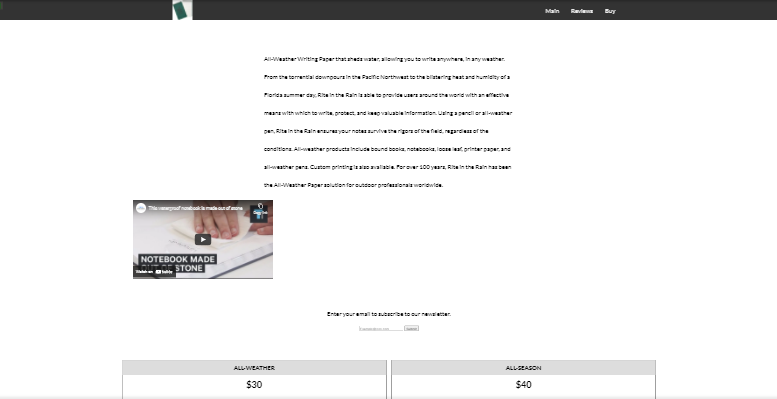 Main Reviews Buy
All-Weather Writing Paper that sheds water, allowing you to write anywhere, in any weather.
From the torrential downpours in the Pacific Northwest to the blistering heat and humidity of a
Florida summer day, Rite in the Rain is able to provide users around the world with an effective
means with which to write, protect, and keep valuable information. Using a pencil or all-weather
pen, Rite in the Rain ensures your notes survive the rigors of the field, regardless of the
conditions. All-weather products include bound books, notebooks, loose leaf, printer paper, and
all-weather pens. Custom printing is also available. For over 100 years, Rite in the Rain has been
the All-Weather Paper solution for outdoor professionals worldwide.
This waterproof notebook is made out of stone
NOTEBOOK MADE
OUT OF STONE
Watch on YouTube
Enter your email to subscribe to our newsletter.
ALL-WEATHER ALL-SEASON
$30 $40